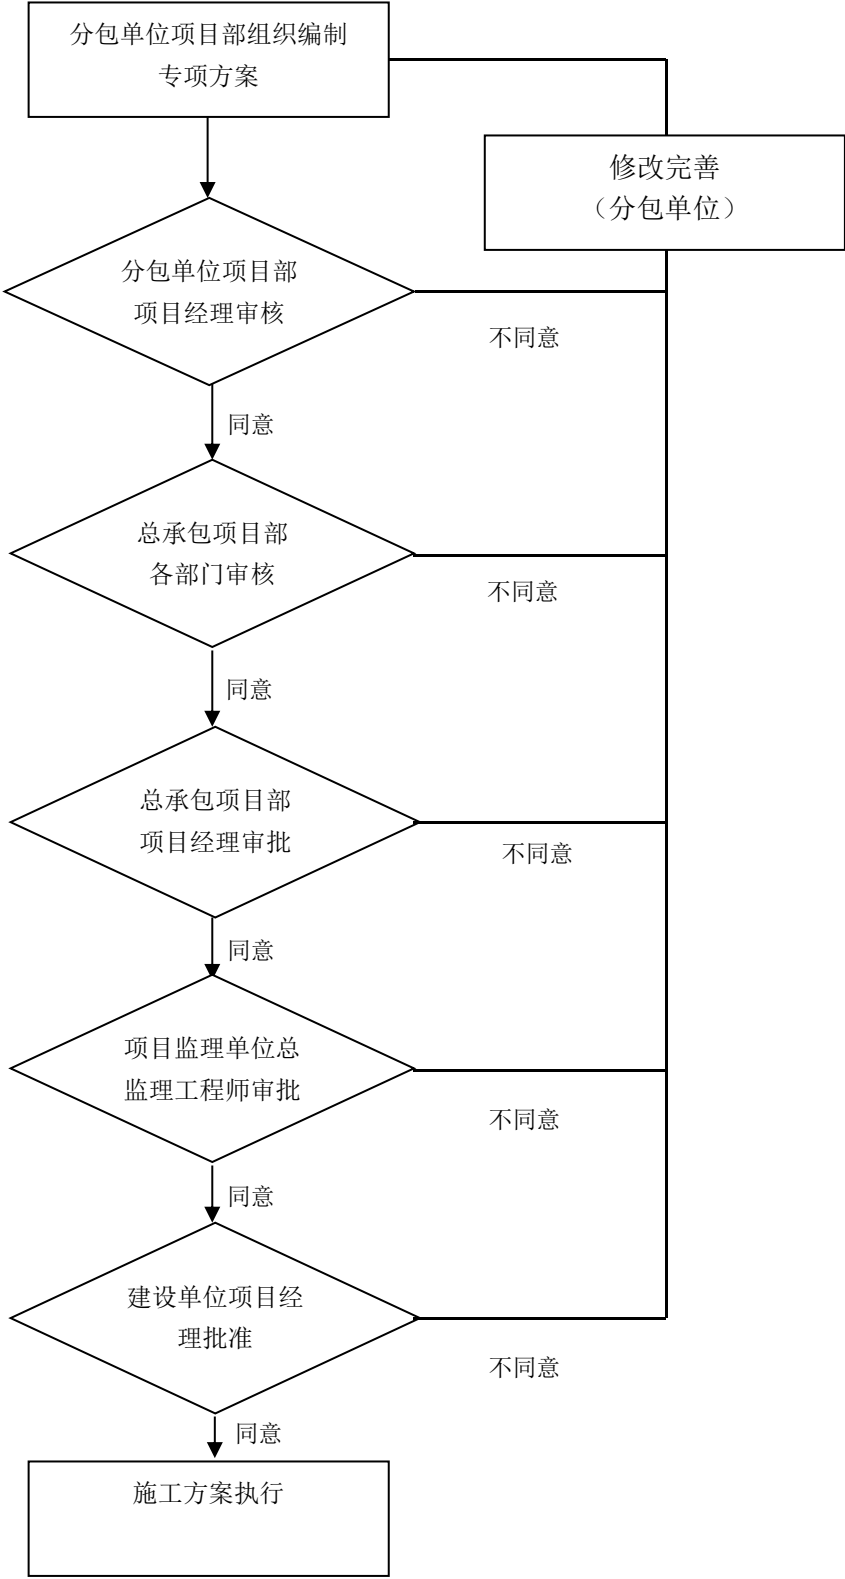 分包单位项目部组织编制
专项方案
修改完善
（分包单位）
分包单位项目部
项目经理审核
不同意
同意
总承包项目部
各部门审核
不同意
同意
总承包项目部
项目经理审批
不同意
同意
项目监理单位总
监理工程师审批
不同意
同意
建设单位项目经
理批准
不同意
同意
施工方案执行